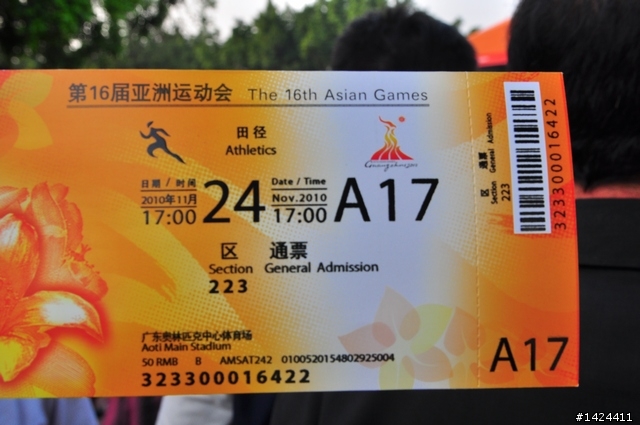 第16届亚洲运动会 The 16th Asian Games
田径
Athletics
Guangzhou 2010
日期 / 时间
2010年11月
17:00
24
Date / Time
Nov.2010
17:00
A17
区 通票
Section General Admission
223
广东奥林匹克中心体育场
Aoti Main Stadium
50 RMB B AMSAT242 0100520154802925004
323300016422
区 通票
General Admission
223
323300016422
A17
#1424411